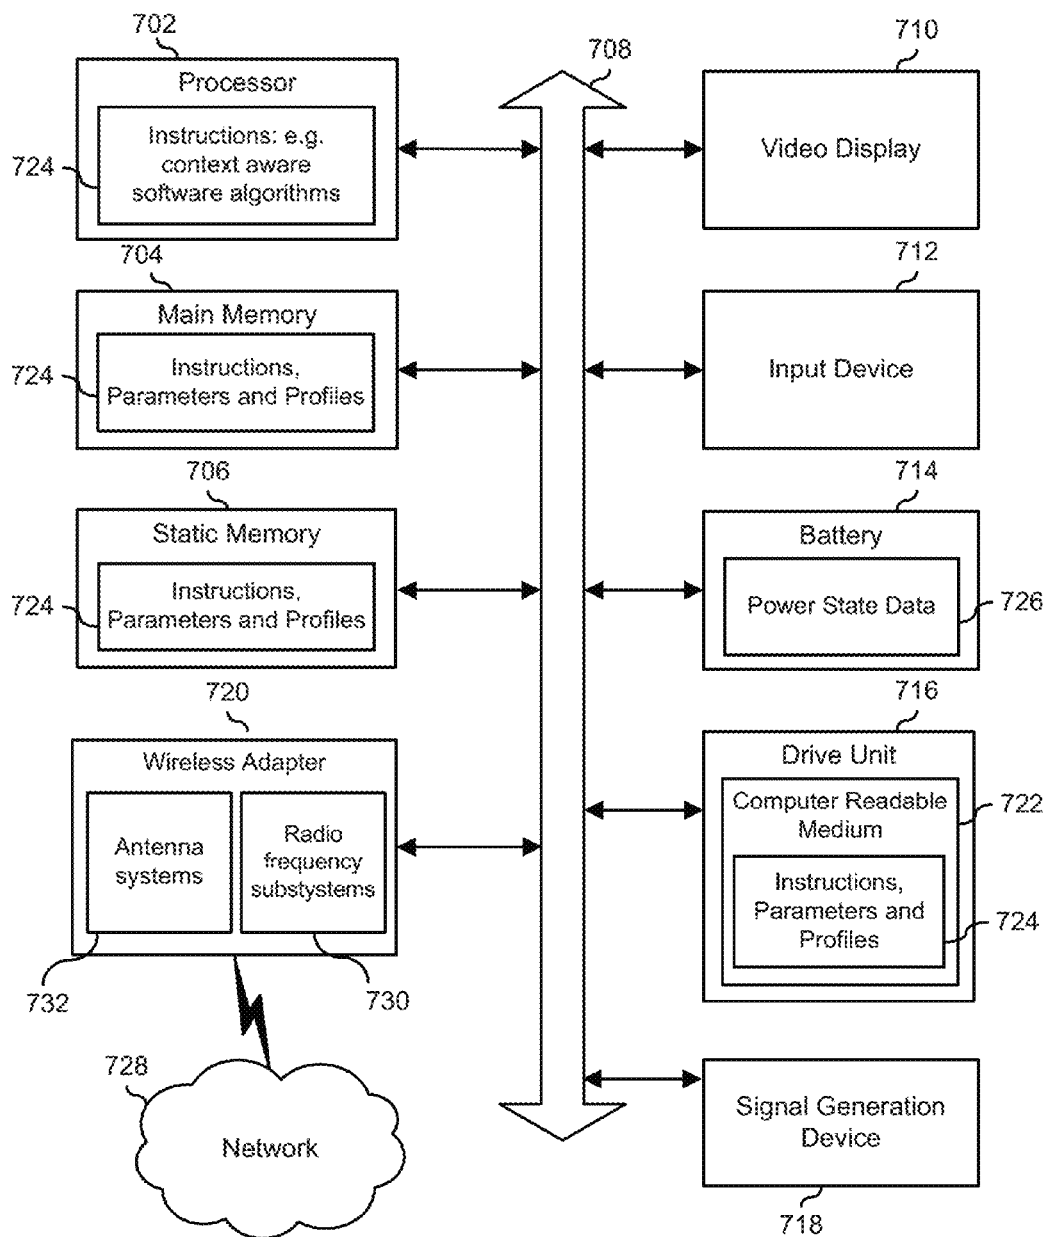 702
Processor
Instructions: e.g.
context aware
software algorithms
724
704
Main Memory
Instructions,
Parameters and Profiles
724
706
Static Memory
Instructions,
Parameters and Profiles
724
720
Wireless Adapter
Antenna
systems
Radio
frequency
substystems
732
730
728
Network
708
710
Video Display
712
Input Device
714
Battery
Power State Data
726
716
Drive Unit
Computer Readable
Medium
722
Instructions,
Parameters and
Profiles
724
Signal Generation
Device
718